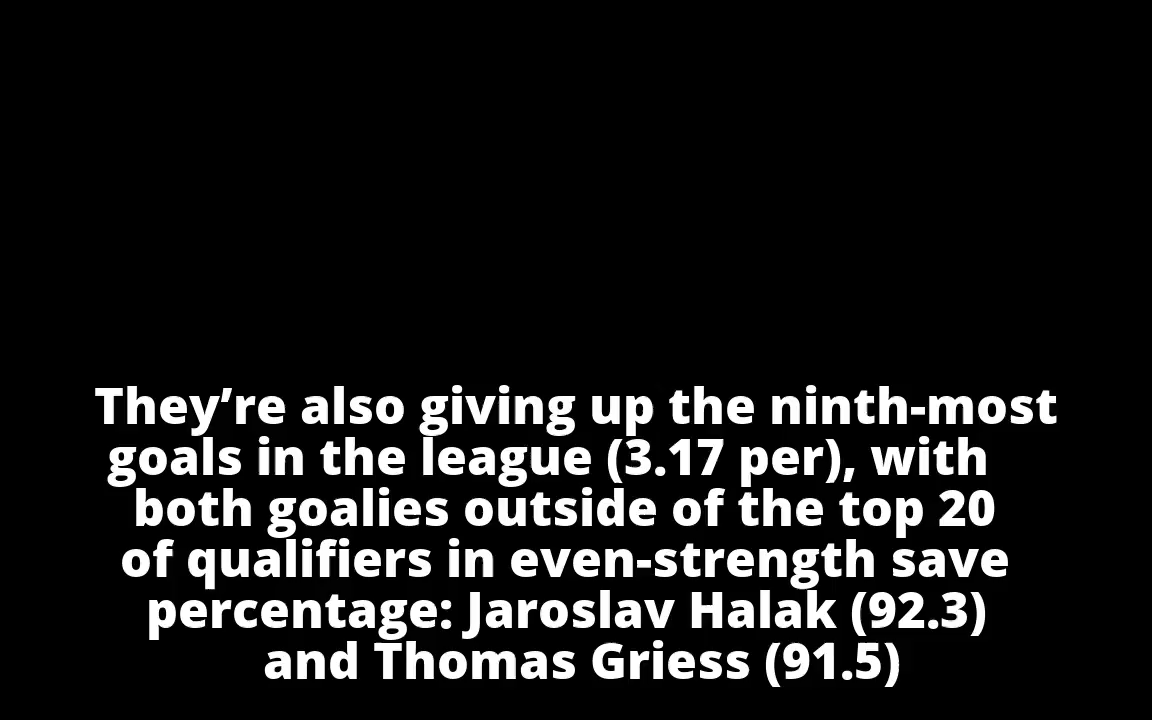 They’re also giving up the ninth-most
goals in the league (3.17 per), with
both goalies outside of the top 20
of qualifiers in even-strength save
percentage: Jaroslav Halak (92.3)
and Thomas Griess (91.5)